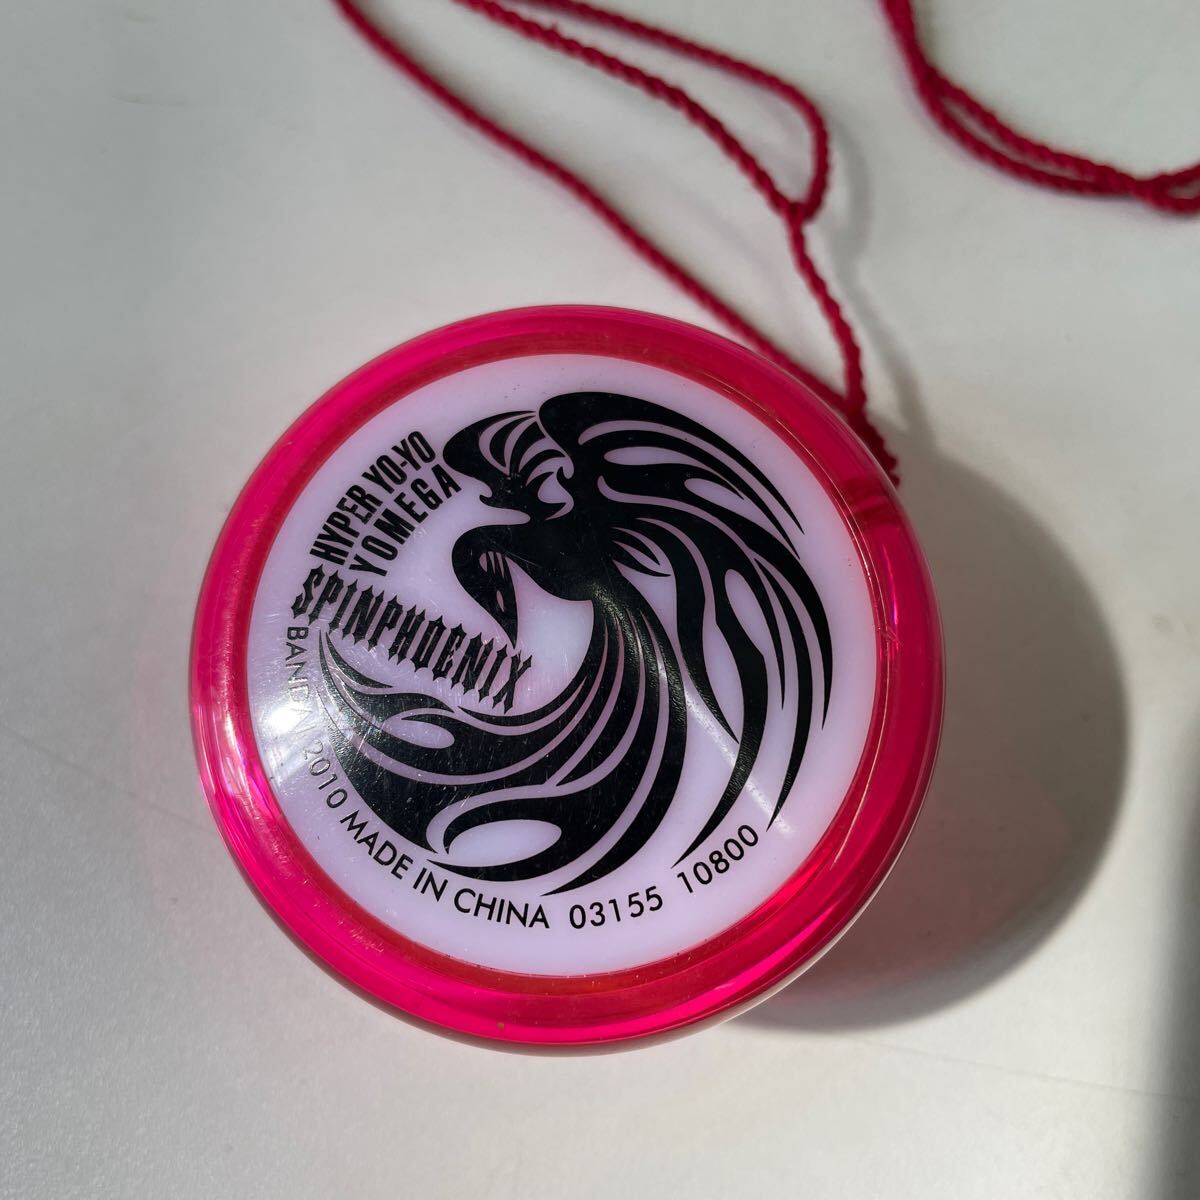 HYPER YO-YO
YOMEGA
SPINPHOENIX
BANDAI 2010 MADE IN CHINA 03155 10800